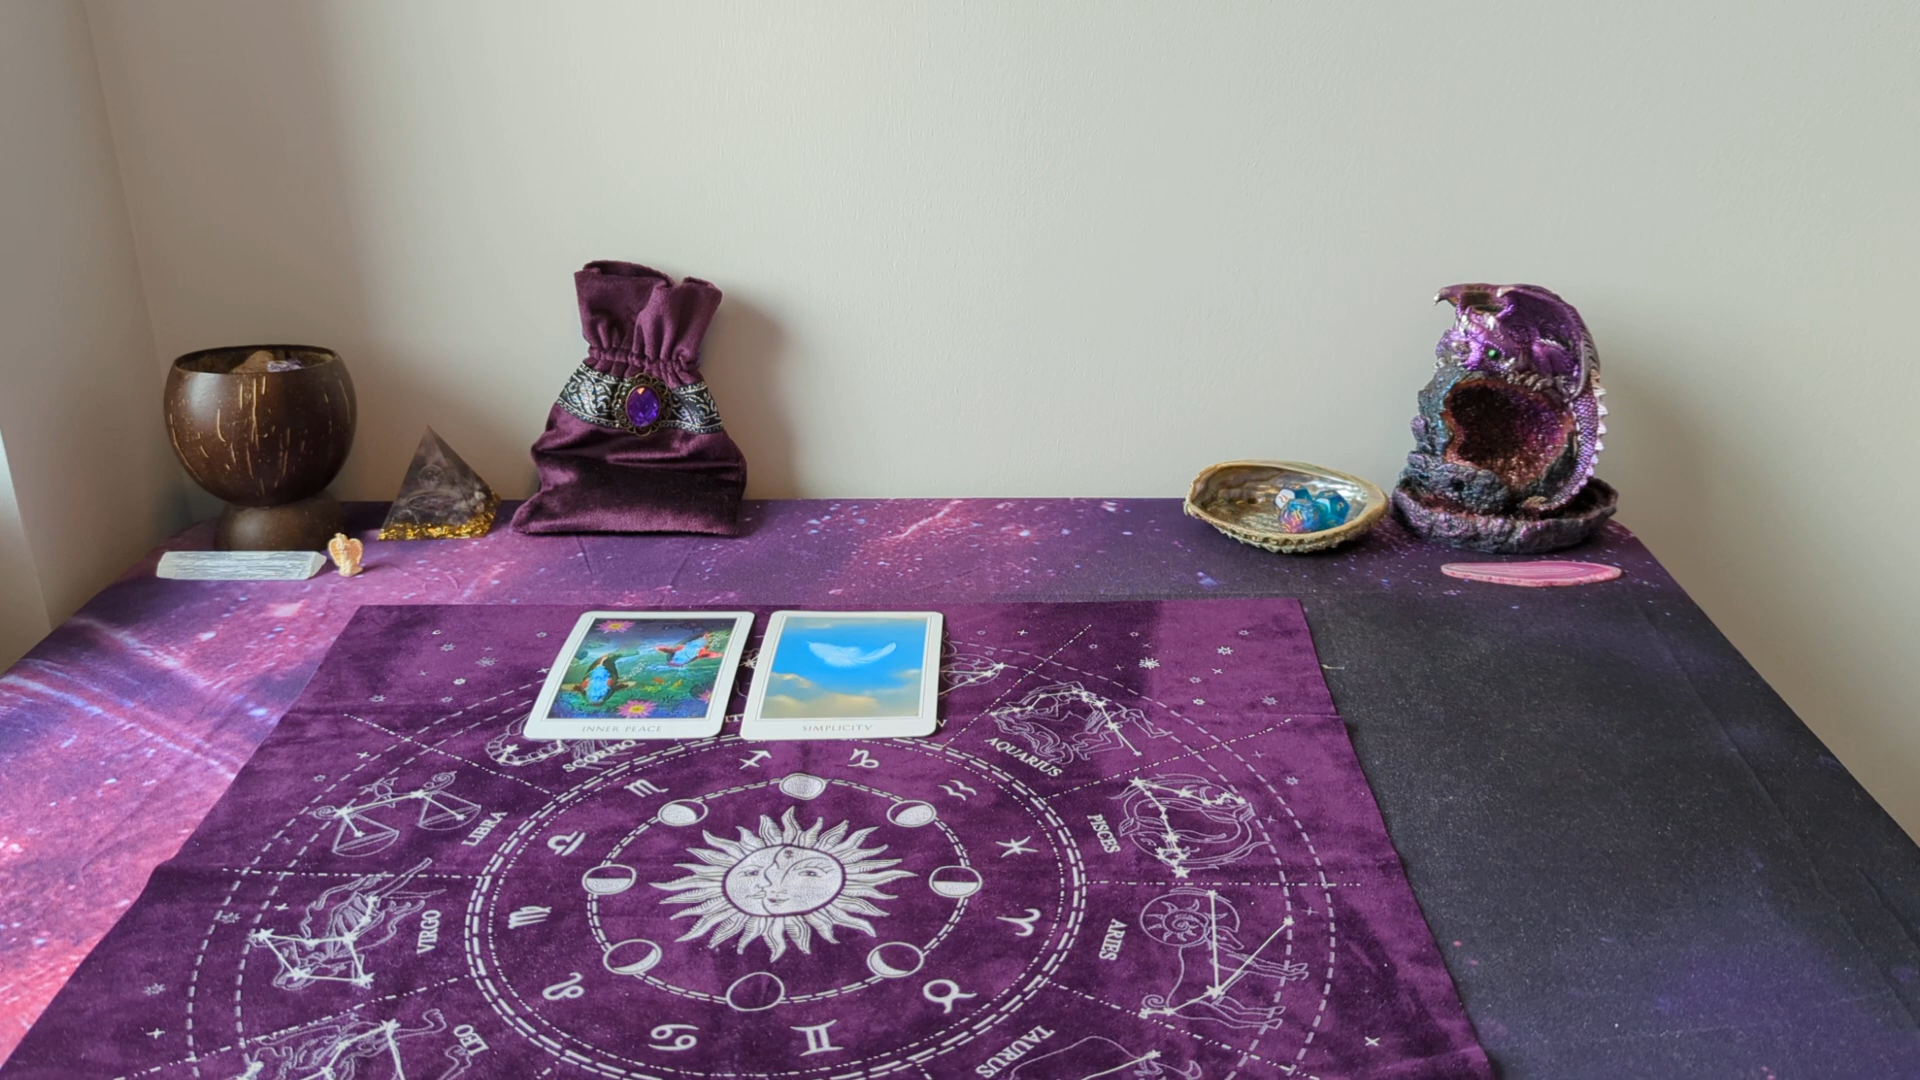 INNER PEACE
SIMPLICITY
SCORPIO
AQUARIUS
LIBRA
PISCES
VIRGO
ARIES
LEO
TAURUS